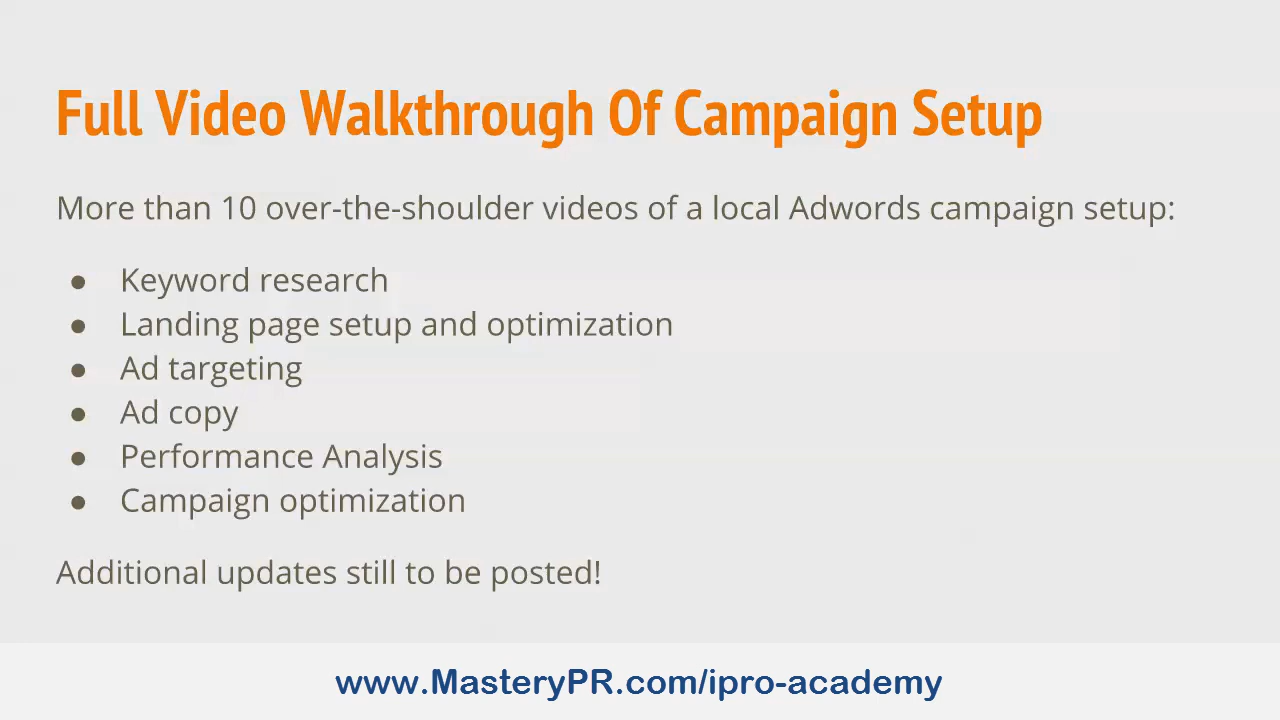 Full Video Walkthrough Of Campaign Setup
More than 10 over-the-shoulder videos of a local Adwords campaign setup:
● Keyword research
● Landing page setup and optimization
● Ad targeting
● Ad copy
● Performance Analysis
● Campaign optimization
Additional updates still to be posted!
www.MasteryPR.com/ipro-academy